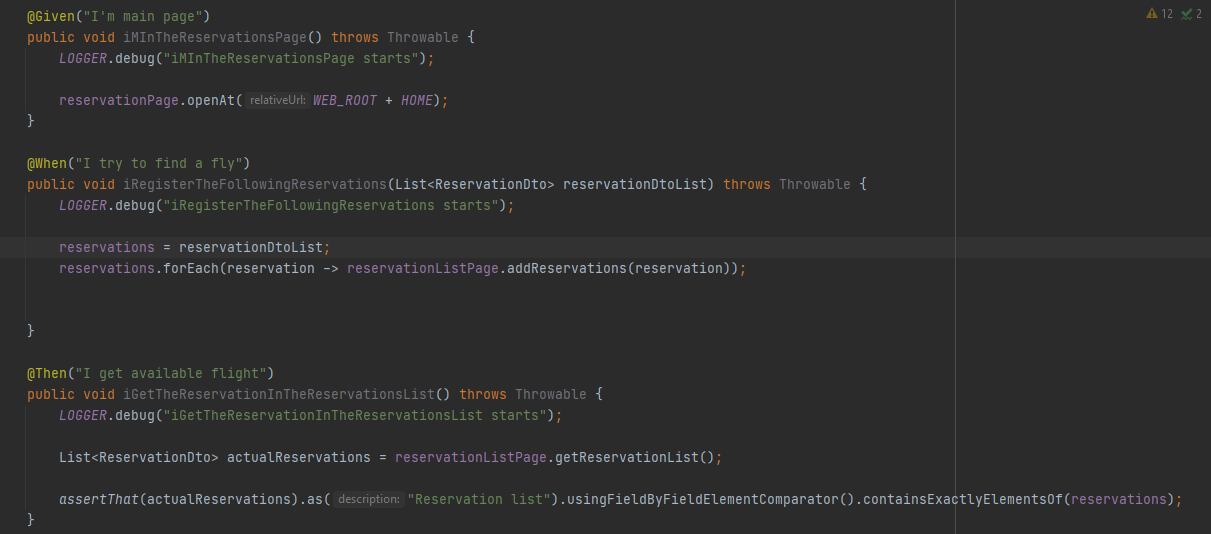 @Given("I'm main page")
12 2
public void iMInTheReservationsPage() throws Throwable {
LOGGER.debug("iMInTheReservationsPage starts");
reservationPage.openAt( relativeUrl: WEB_ROOT + HOME);
}
@When("I try to find a fly")
public void iRegisterTheFollowingReservations(List<ReservationDto> reservationDtoList) throws Throwable {
LOGGER.debug("iRegisterTheFollowingReservations starts");
reservations = reservationDtoList;
reservations.forEach(reservation -> reservationListPage.addReservations(reservation));
}
@Then("I get available flight")
public void iGetTheReservationInTheReservationsList() throws Throwable {
LOGGER.debug("iGetTheReservationInTheReservationsList starts");
List<ReservationDto> actualReservations = reservationListPage.getReservationList();
assertThat(actualReservations).as( description: "Reservation list").usingFieldByFieldElementComparator().containsExactlyElementsOf(reservations);
}